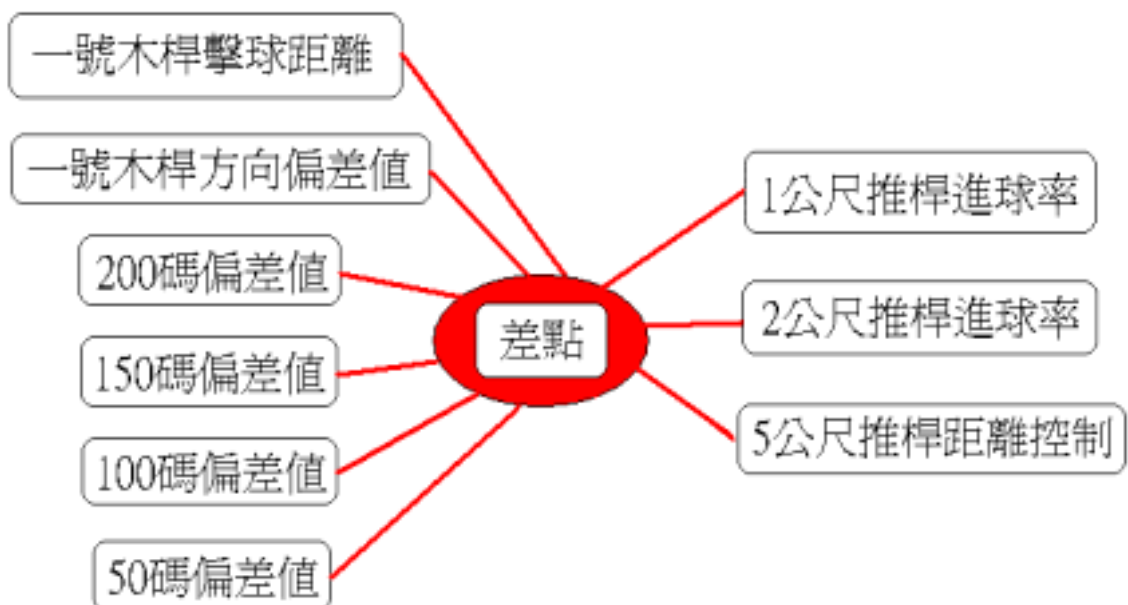 一號木桿擊球距離
一號木桿方向偏差值
200碼偏差值
150碼偏差值
100碼偏差值
50碼偏差值
差點
1公尺推桿進球率
2公尺推桿進球率
5公尺推桿距離控制